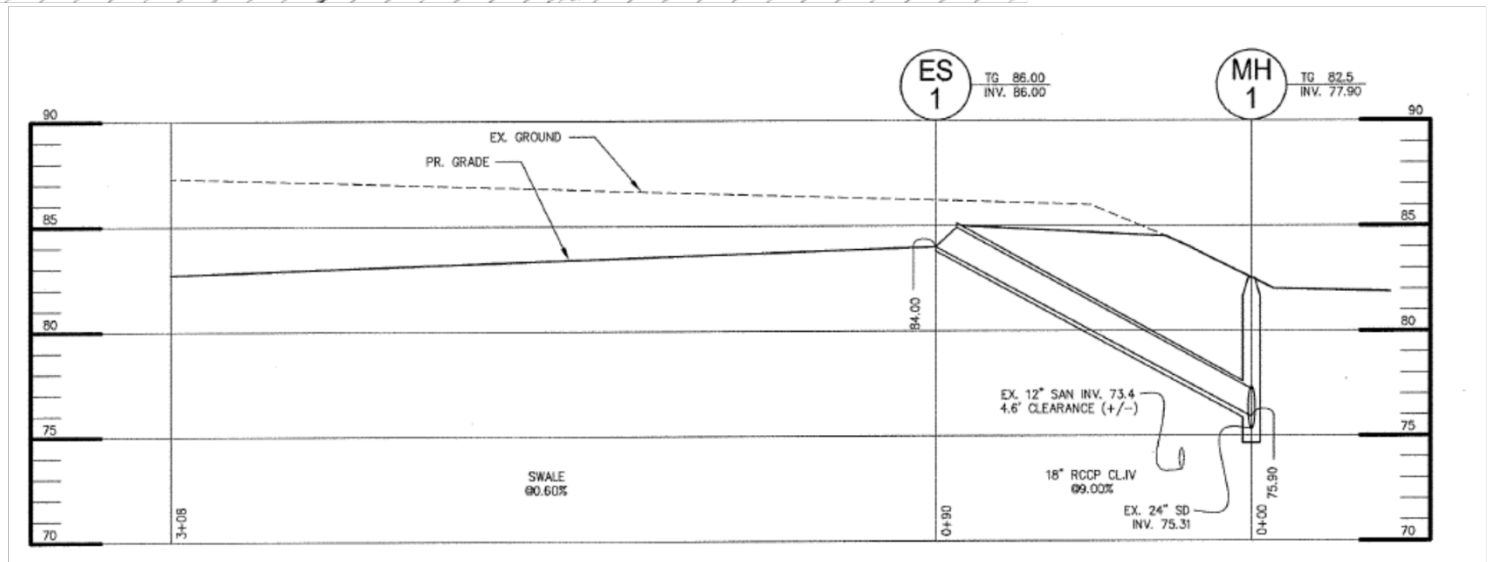 ES
1
TG 86.00
INV. 86.00
MH
1
TG 82.5
INV. 77.90
90
90
EX. GROUND
PR. GRADE
85
85
84.00
80
80
EX. 12" SAN INV. 73.4
4.6' CLEARANCE (+/-)
75
75
SWALE
@0.60%
18" RCCP CL.IV
@9.00%
75.90
EX. 24" SD
INV. 75.31
70
3+08
0+90
0+00
70